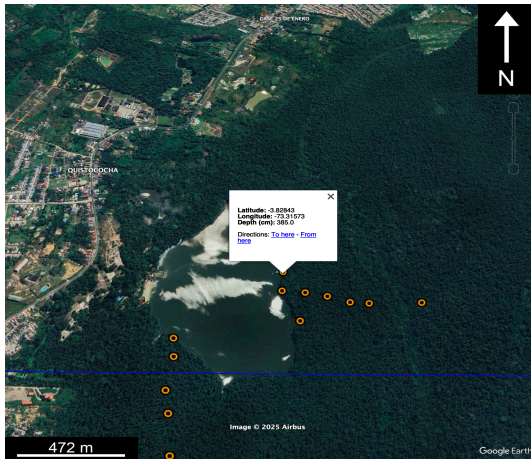 CASE 25 DE ENERO
N
QUISTOCOCHA
Latitude: -3.82843
Longitude: -73.31573
Depth (cm): 385.0
Directions: To here - From
here
Image © 2025 Airbus
472 m
Google Earth